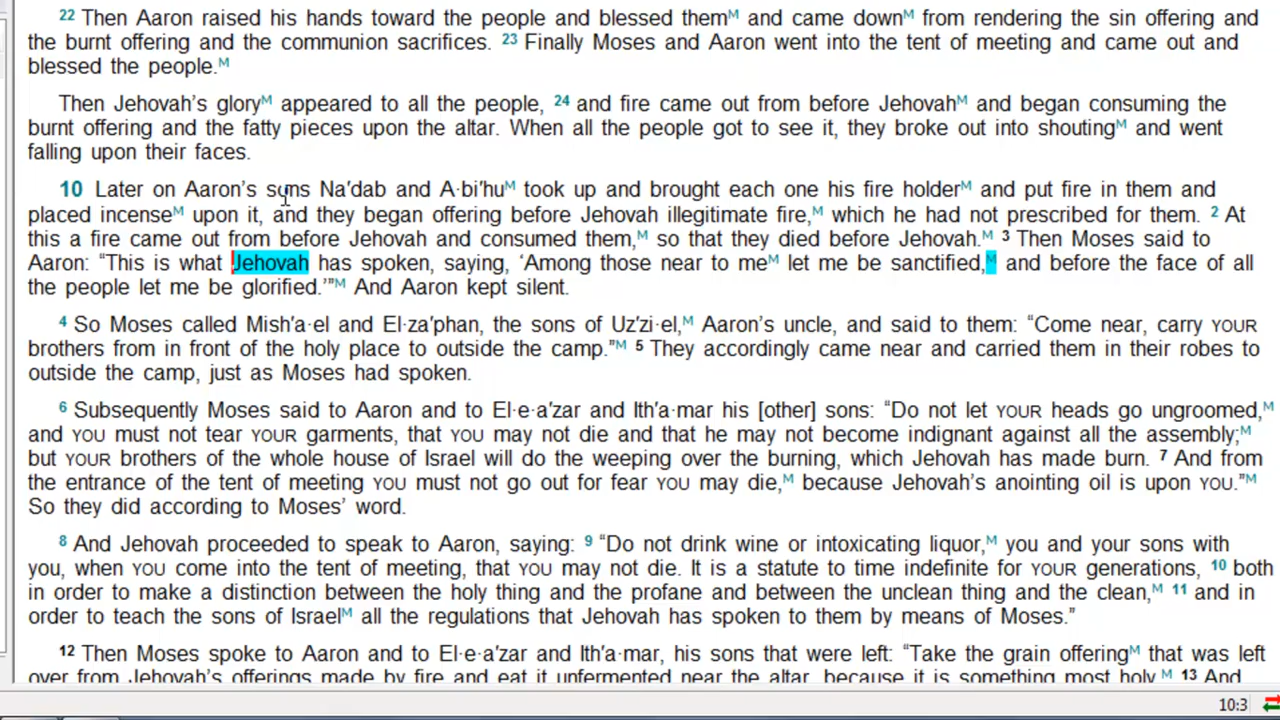 22 Then Aaron raised his hands toward the people and blessed themM and came downM from rendering the sin offering and
the burnt offering and the communion sacrifices. 23 Finally Moses and Aaron went into the tent of meeting and came out and
blessed the people.M
Then Jehovah’s gloryM appeared to all the people, 24 and fire came out from before JehovahM and began consuming the
burnt offering and the fatty pieces upon the altar. When all the people got to see it, they broke out into shoutingM and went
falling upon their faces.
10 Later on Aaron’s sons Na′dab and A·bi′huM took up and brought each one his fire holderM and put fire in them and
placed incenseM upon it, and they began offering before Jehovah illegitimate fire,M which he had not prescribed for them. 2 At
this a fire came out from before Jehovah and consumed them,M so that they died before Jehovah.M 3 Then Moses said to
Aaron: “This is what Jehovah has spoken, saying, ‘Among those near to meM let me be sanctified,M and before the face of all
the people let me be glorified.’”M And Aaron kept silent.
4 So Moses called Mish′a·el and El·za′phan, the sons of Uz′zi·el,M Aaron’s uncle, and said to them: “Come near, carry YOUR
brothers from in front of the holy place to outside the camp.”M 5 They accordingly came near and carried them in their robes to
outside the camp, just as Moses had spoken.
6 Subsequently Moses said to Aaron and to El·e·a′zar and Ith′a·mar his [other] sons: “Do not let YOUR heads go ungroomed,M
and YOU must not tear YOUR garments, that YOU may not die and that he may not become indignant against all the assembly;M
but YOUR brothers of the whole house of Israel will do the weeping over the burning, which Jehovah has made burn. 7 And from
the entrance of the tent of meeting YOU must not go out for fear YOU may die,M because Jehovah’s anointing oil is upon YOU.”M
So they did according to Moses’ word.
8 And Jehovah proceeded to speak to Aaron, saying: 9 “Do not drink wine or intoxicating liquor,M you and your sons with
you, when YOU come into the tent of meeting, that YOU may not die. It is a statute to time indefinite for YOUR generations, 10 both
in order to make a distinction between the holy thing and the profane and between the unclean thing and the clean,M 11 and in
order to teach the sons of IsraelM all the regulations that Jehovah has spoken to them by means of Moses.”
12 Then Moses spoke to Aaron and to El·e·a′zar and Ith′a·mar, his sons that were left: “Take the grain offeringM that was left
over from Jehovah’s offerings made by fire and eat it unfermented near the altar, because it is something most holy.M 13 And
10:3